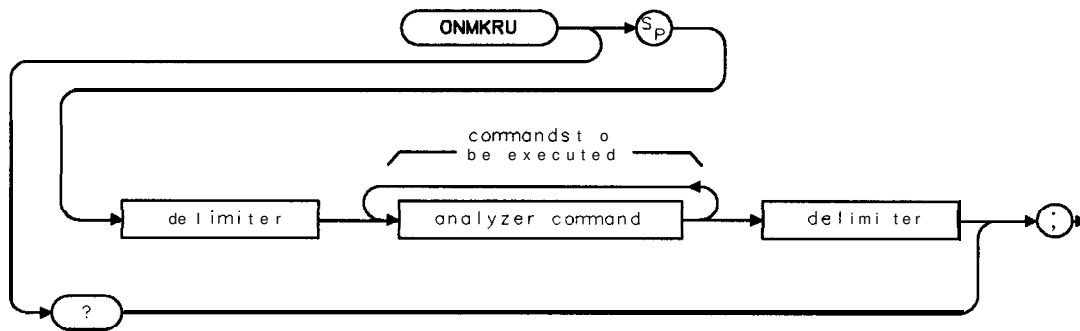 ONMKRU SP
commandst o
be executed
delimiter analyzer command delimiter ;
?